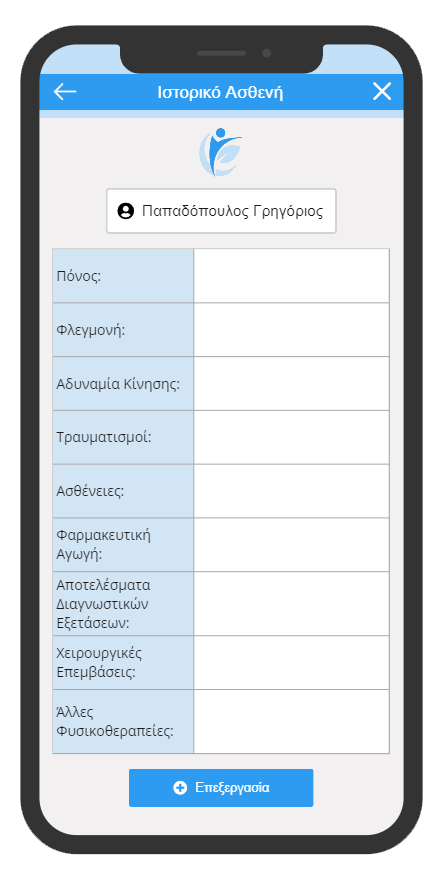 Ιστορικό Ασθενή
Παπαδόπουλος Γρηγόριος
Πόνος:
Φλεγμονή:
Αδυναμία Κίνησης:
Τραυματισμοί:
Ασθένειες:
Φαρμακευτική
Αγωγή:
Αποτελέσματα
Διαγνωστικών
Εξετάσεων:
Χειρουργικές
Επεμβάσεις:
Άλλες
Φυσικοθεραπείες:
Επεξεργασία